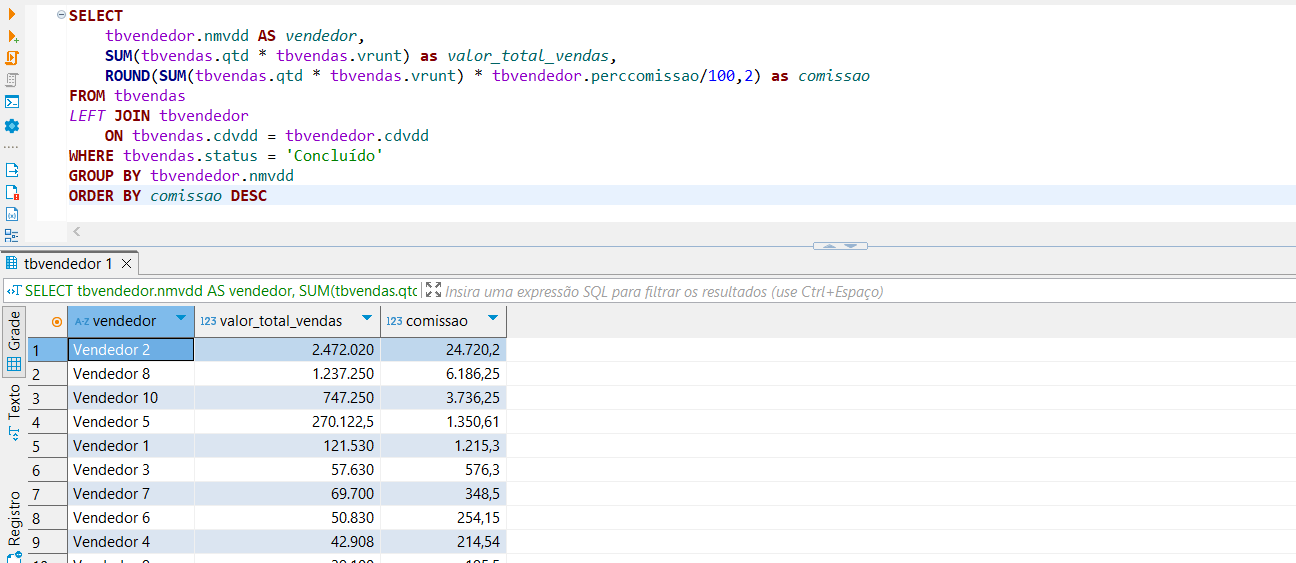 SELECT
tbvendedor.nmvdd AS vendedor,
SUM(tbvendas.qtd * tbvendas.vrunt) as valor_total_vendas,
ROUND(SUM(tbvendas.qtd * tbvendas.vrunt) * tbvendedor.perccomissao/100,2) as comissao
FROM tbvendas
LEFT JOIN tbvendedor
ON tbvendas.cdvdd = tbvendedor.cdvdd
WHERE tbvendas.status = 'Concluído'
GROUP BY tbvendedor.nmvdd
ORDER BY comissao DESC
tbvendedor 1
SELECT tbvendedor.nmvdd AS vendedor, SUM(tbvendas.qtd Insira uma expressão SQL para filtrar os resultados (use Ctrl+Espaço)
Grade
Texto
Registro
A-Z vendedor 123 valor_total_vendas 123 comissao
1 Vendedor 2 2.472.020 24.720,2
2 Vendedor 8 1.237.250 6.186,25
3 Vendedor 10 747.250 3.736,25
4 Vendedor 5 270.122,5 1.350,61
5 Vendedor 1 121.530 1.215,3
6 Vendedor 3 57.630 576,3
7 Vendedor 7 69.700 348,5
8 Vendedor 6 50.830 254,15
9 Vendedor 4 42.908 214,54